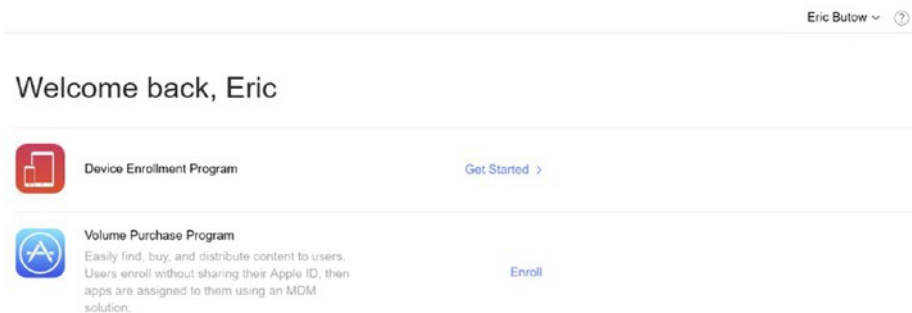 Eric Butow
?
Welcome back, Eric
Device Enrollment Program
Get Started >
Volume Purchase Program
Easily find, buy, and distribute content to users.
Users enroll without sharing their Apple ID, then
apps are assigned to them using an MDM
solution.
Enroll